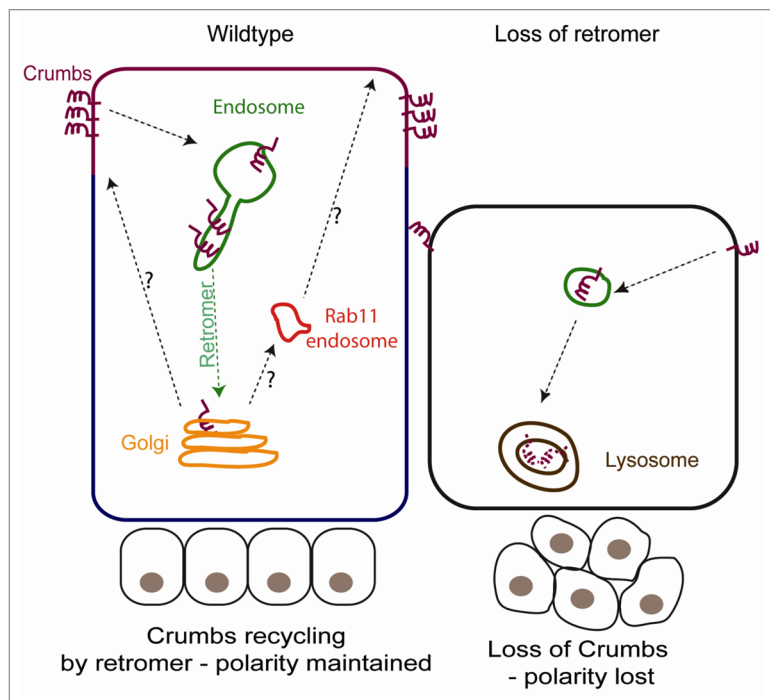 Wildtype
Loss of retromer
Crumbs
Endosome
?
?
Retromer
Rab11
endosome
?
Golgi
Lysosome
Crumbs recycling
by retromer - polarity maintained
Loss of Crumbs
- polarity lost